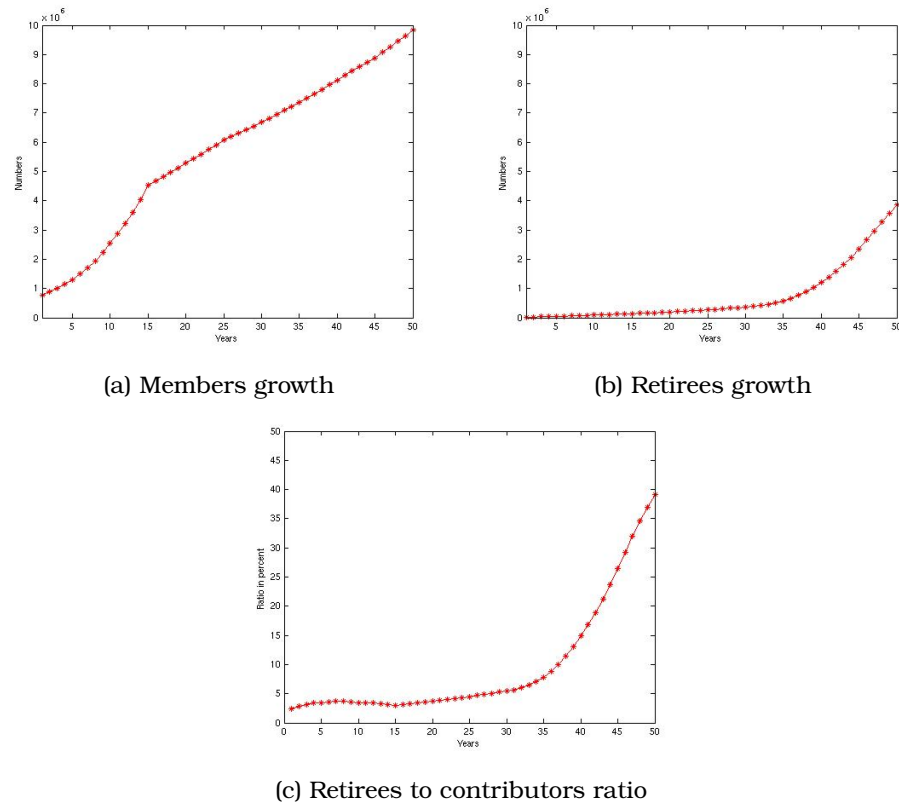 × 10⁶
10
9
8
7
6
5
4
3
2
1
0
Numbers
5 10 15 20 25 30 35 40 45 50
Years
(a) Members growth
× 10⁶
10
9
8
7
6
5
4
3
2
1
0
Numbers
5 10 15 20 25 30 35 40 45 50
Years
(b) Retirees growth
50
45
40
35
30
25
20
15
10
5
0
Ratio in percent
0 5 10 15 20 25 30 35 40 45 50
Years
(c) Retirees to contributors ratio